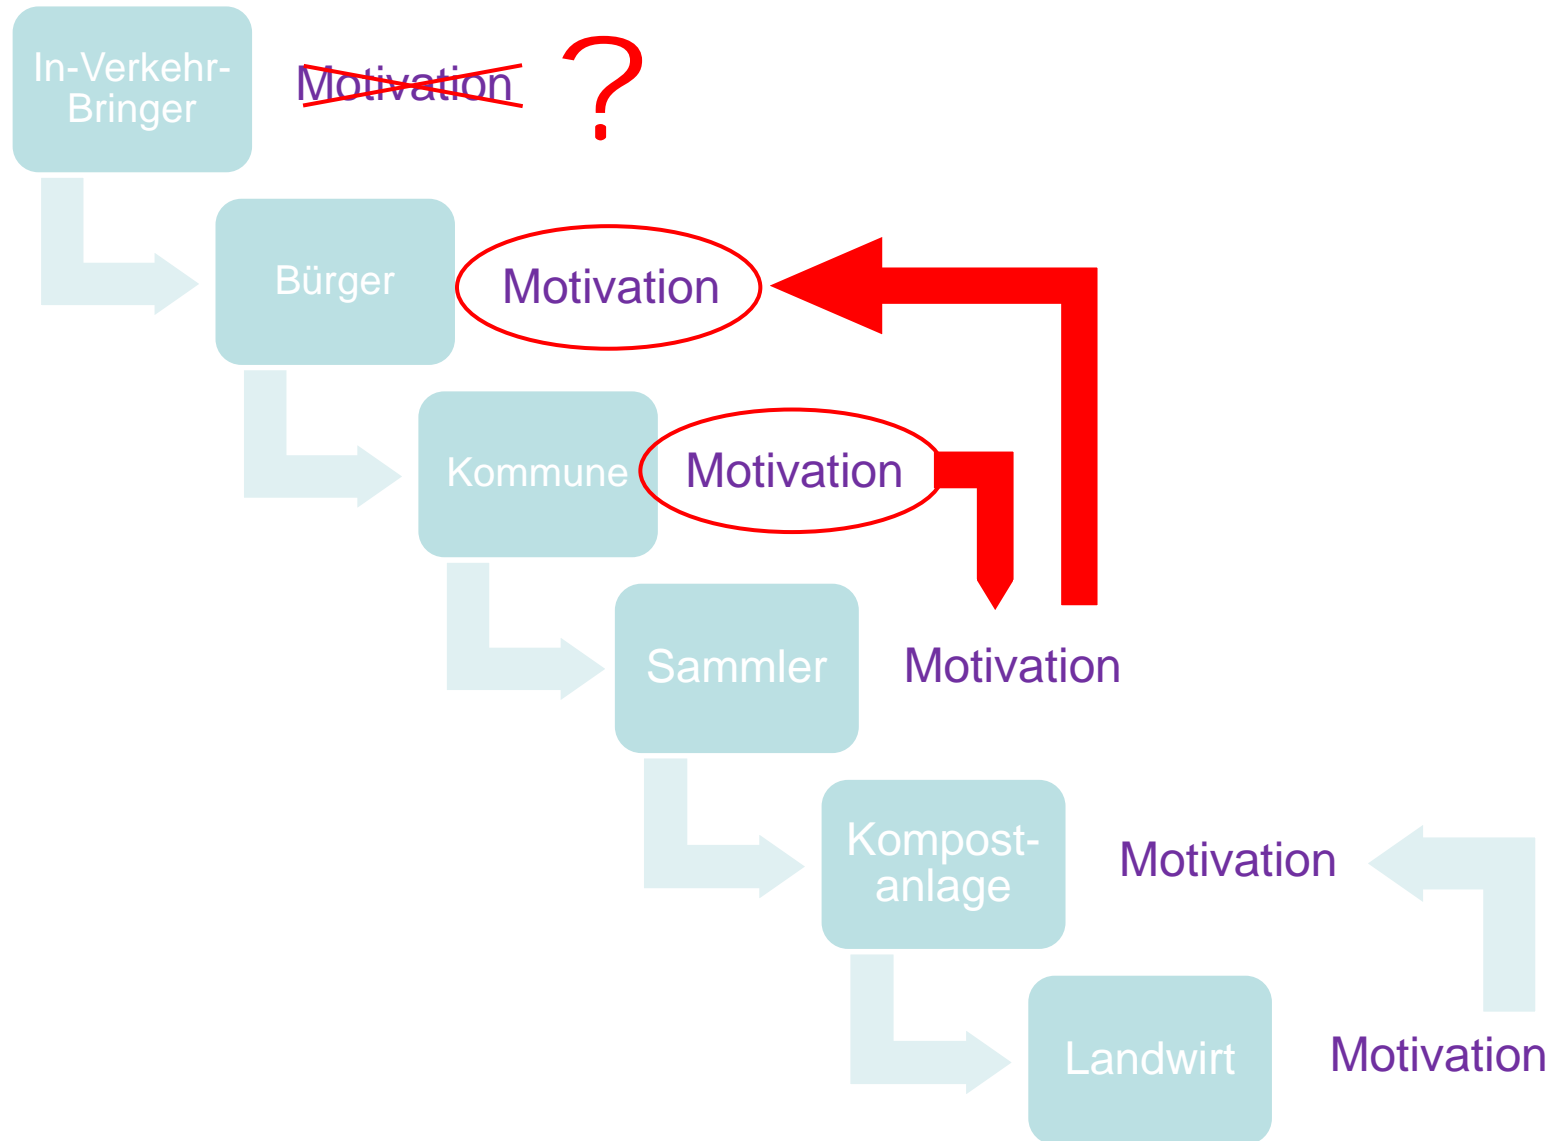 In-Verkehr-
Bringer
Motivation
?
Bürger
Motivation
Kommune
Motivation
Sammler
Motivation
Kompost-
anlage
Motivation
Landwirt
Motivation